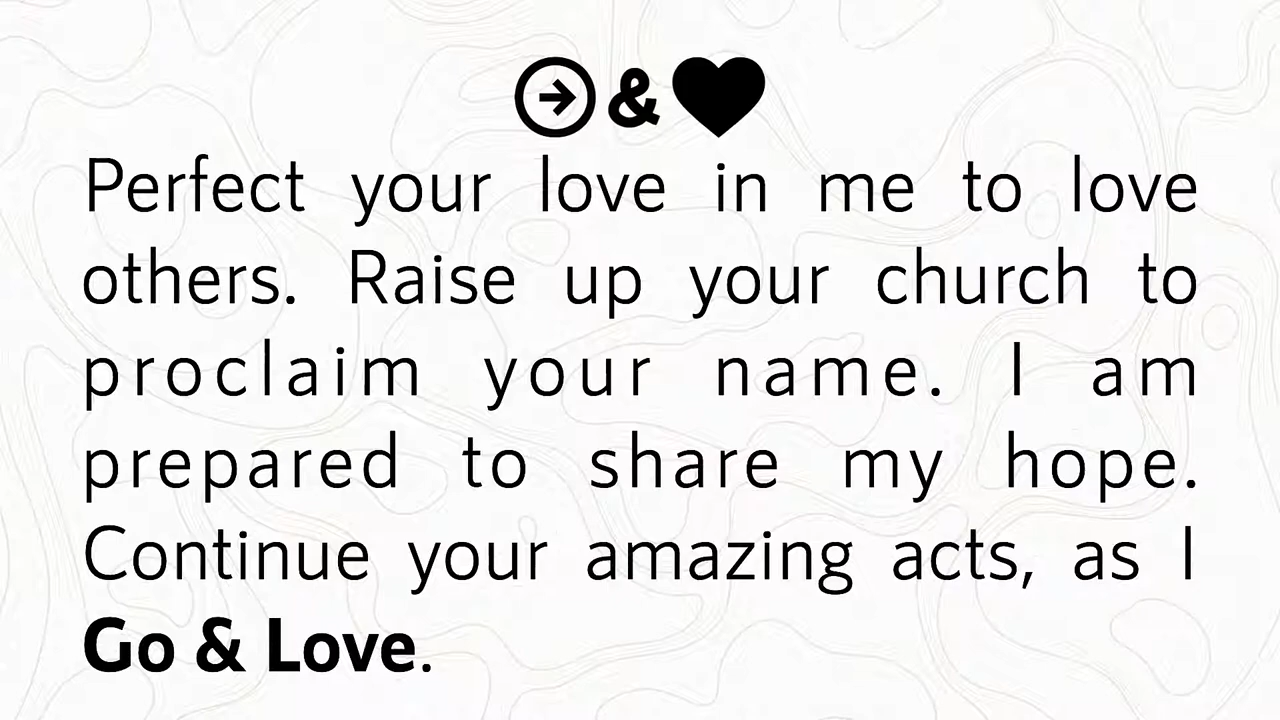 &
Perfect your love in me to love
others. Raise up your church to
proclaim your name. I am
prepared to share my hope.
Continue your amazing acts, as I
Go & Love.